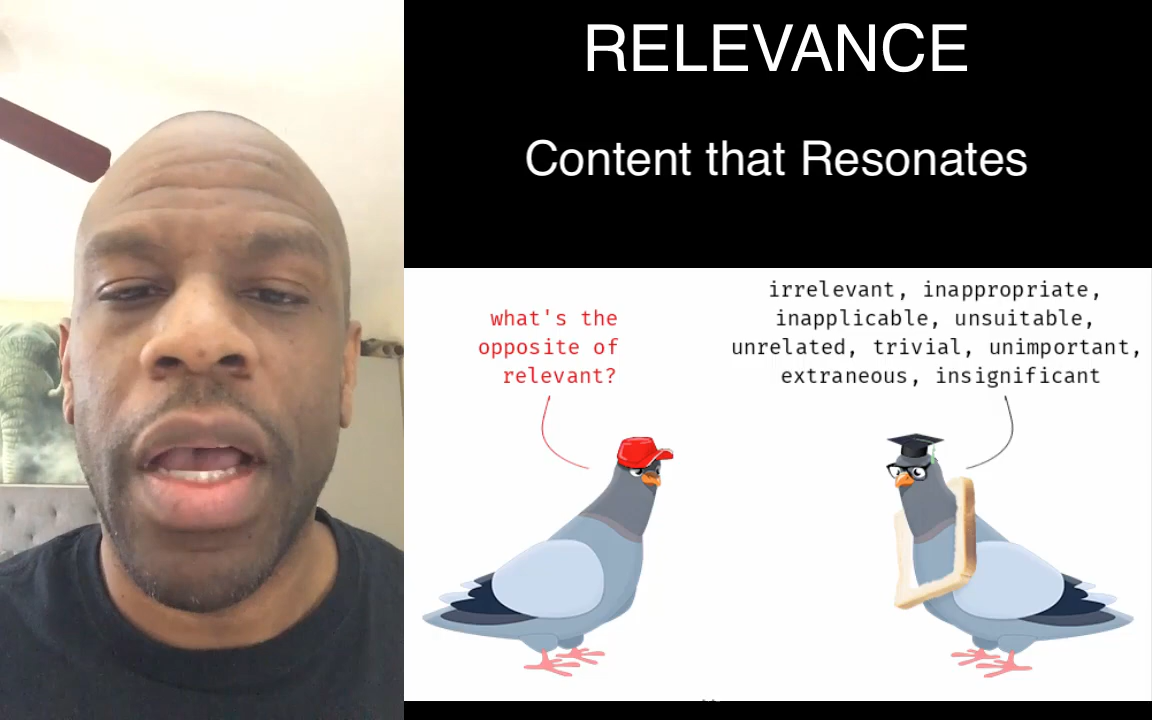 RELEVANCE
Content that Resonates
what's the
opposite of
relevant?
irrelevant, inappropriate,
inapplicable, unsuitable,
unrelated, trivial, unimportant,
extraneous, insignificant